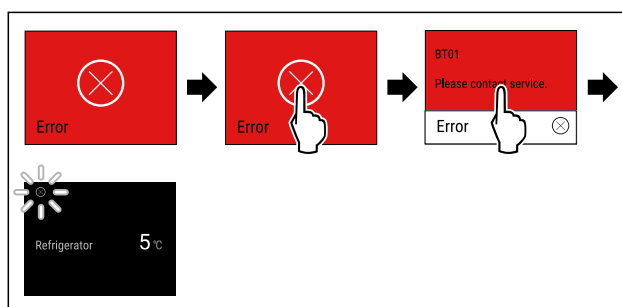 Error
Error
BT01
Please contact service.
Error
Refrigerator 5 °C